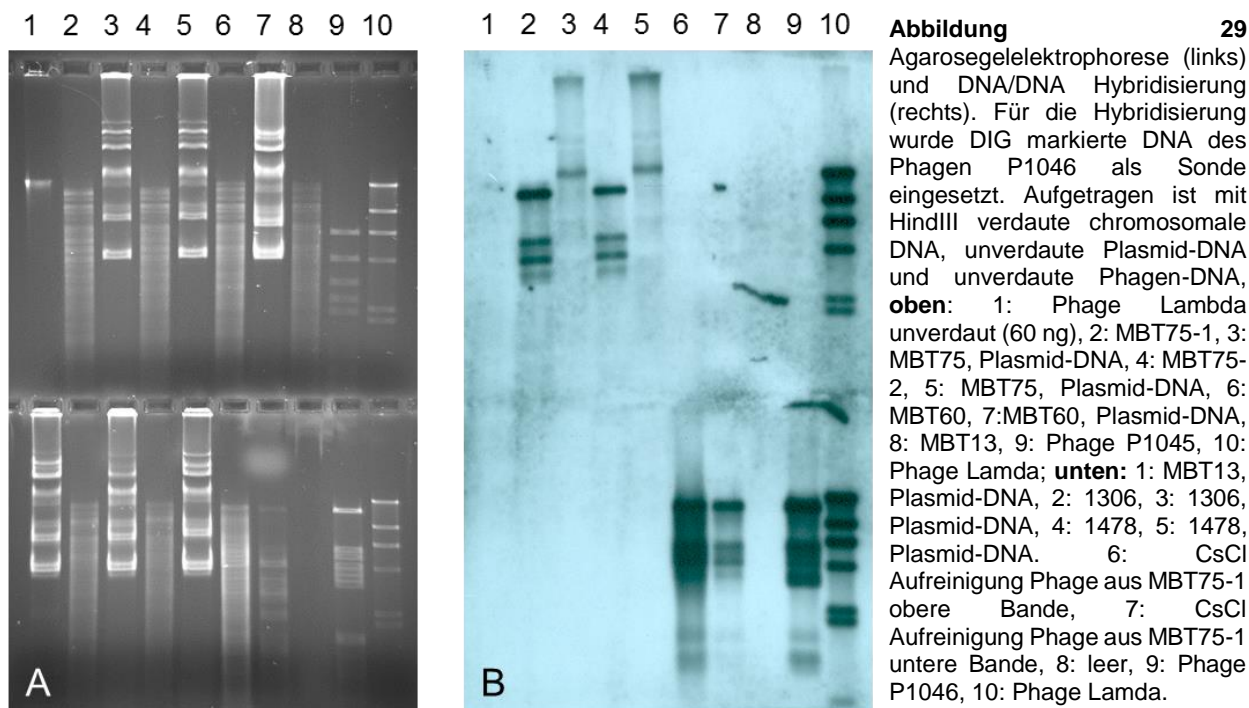 1 2 3 4 5 6 7 8 9 10
1 2 3 4 5 6 7 8 9 10
A
B
Abbildung 29
Agarosegelelektrophorese (links)
und DNA/DNA Hybridisierung
(rechts). Für die Hybridisierung
wurde DIG markierte DNA des
Phagen P1046 als Sonde
eingesetzt. Aufgetragen ist mit
HindIII verdaute chromosomale
DNA, unverdaute Plasmid-DNA
und unverdaute Phagen-DNA,
oben: 1: Phage Lambda
unverdaut (60 ng), 2: MBT75-1, 3:
MBT75, Plasmid-DNA, 4: MBT75-
2, 5: MBT75, Plasmid-DNA, 6:
MBT60, 7:MBT60, Plasmid-DNA,
8: MBT13, 9: Phage P1045, 10:
Phage Lamda; unten: 1: MBT13,
Plasmid-DNA, 2: 1306, 3: 1306,
Plasmid-DNA, 4: 1478, 5: 1478,
Plasmid-DNA. 6: CsCl
Aufreinigung Phage aus MBT75-1
obere Bande, 7: CsCl
Aufreinigung Phage aus MBT75-1
untere Bande, 8: leer, 9: Phage
P1046, 10: Phage Lamda.